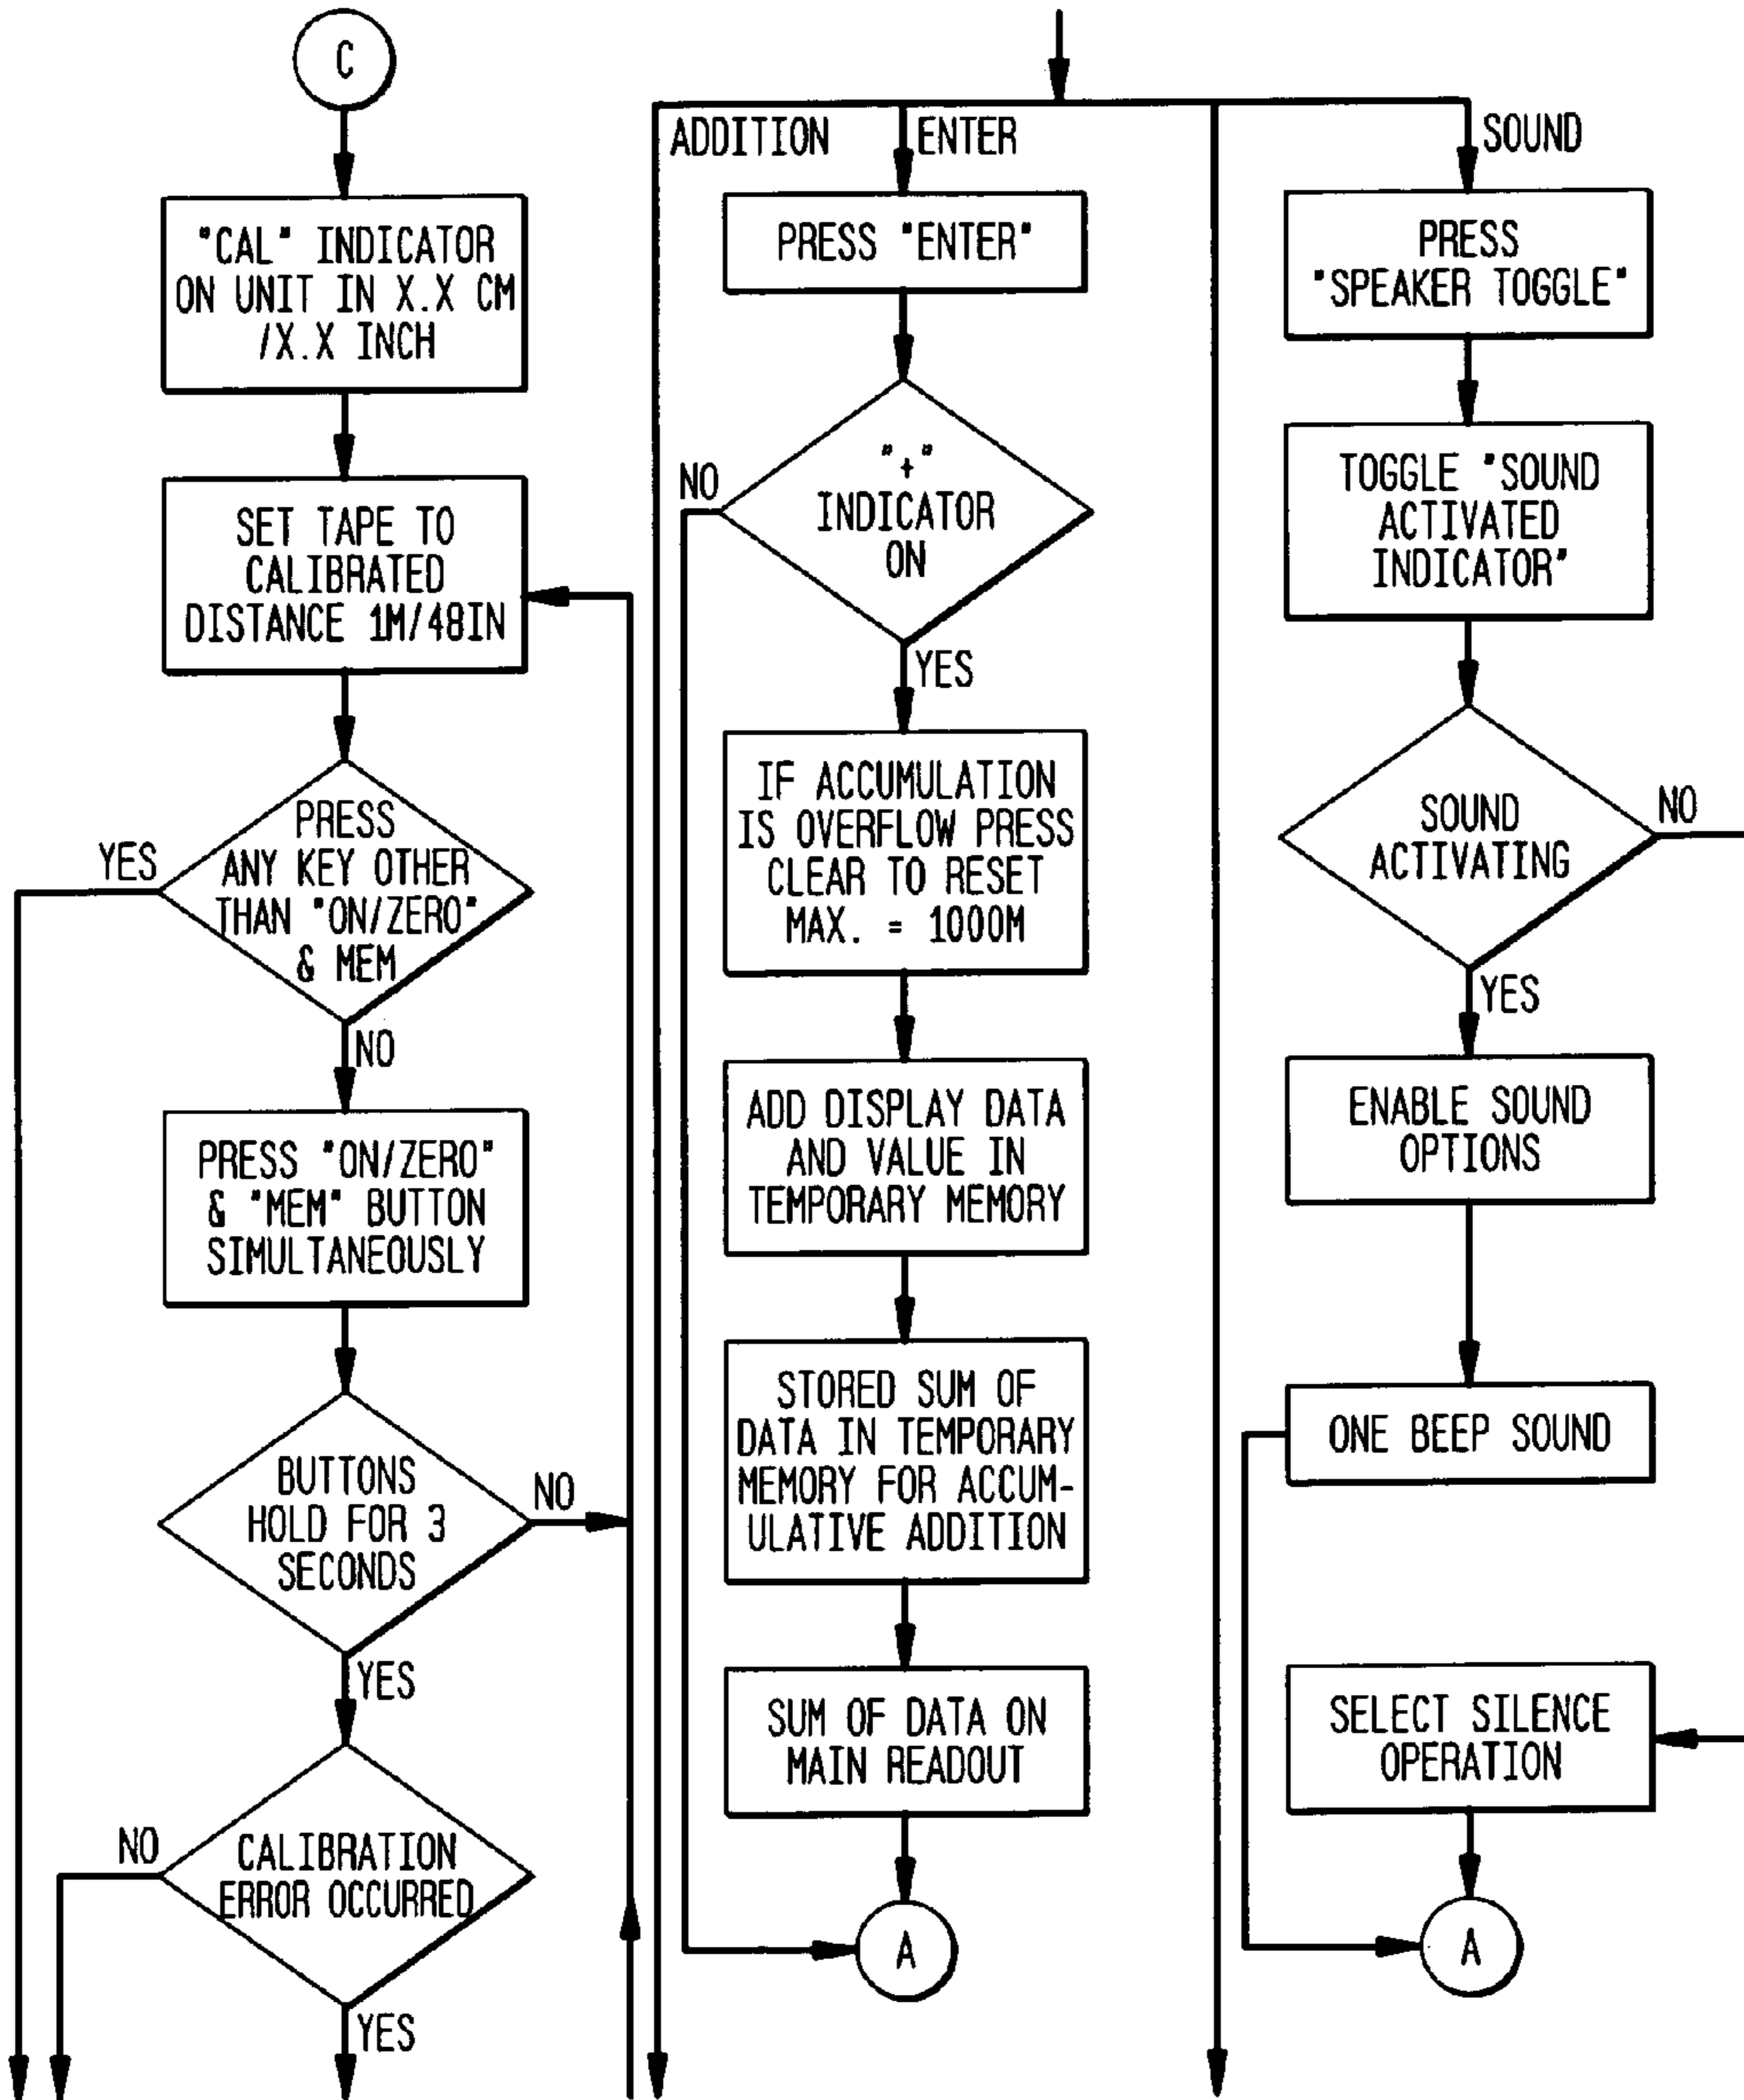 C
"CAL" INDICATOR
ON UNIT IN X.X CM
/X.X INCH
SET TAPE TO
CALIBRATED
DISTANCE 1M/48IN
PRESS
ANY KEY OTHER
THAN "ON/ZERO"
& MEM
YES
NO
PRESS "ON/ZERO"
& "MEM" BUTTON
SIMULTANEOUSLY
BUTTONS
HOLD FOR 3
SECONDS
NO
YES
CALIBRATION
ERROR OCCURRED
NO
YES
ADDITION
ENTER
PRESS "ENTER"
"+"
INDICATOR
ON
NO
YES
IF ACCUMULATION
IS OVERFLOW PRESS
CLEAR TO RESET
MAX. = 1000M
ADD DISPLAY DATA
AND VALUE IN
TEMPORARY MEMORY
STORED SUM OF
DATA IN TEMPORARY
MEMORY FOR ACCUM-
ULATIVE ADDITION
SUM OF DATA ON
MAIN READOUT
A
SOUND
PRESS
"SPEAKER TOGGLE"
TOGGLE "SOUND
ACTIVATED
INDICATOR"
SOUND
ACTIVATING
NO
YES
ENABLE SOUND
OPTIONS
ONE BEEP SOUND
SELECT SILENCE
OPERATION
A